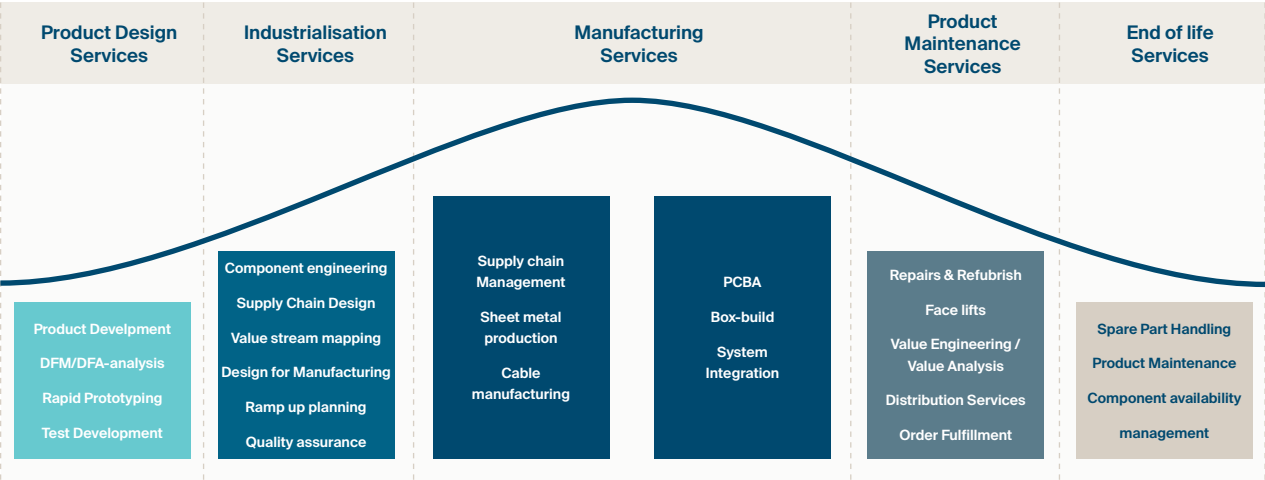 Product Design
Services
Industrialisation
Services
Manufacturing
Services
Product
Maintenance
Services
End of life
Services
Product Develpment
DFM/DFA-analysis
Rapid Prototyping
Test Development
Component engineering
Supply Chain Design
Value stream mapping
Design for Manufacturing
Ramp up planning
Quality assurance
Supply chain
Management
Sheet metal
production
Cable
manufacturing
PCBA
Box-build
System
Integration
Repairs & Refubrish
Face lifts
Value Engineering /
Value Analysis
Distribution Services
Order Fulfillment
Spare Part Handling
Product Maintenance
Component availability
management